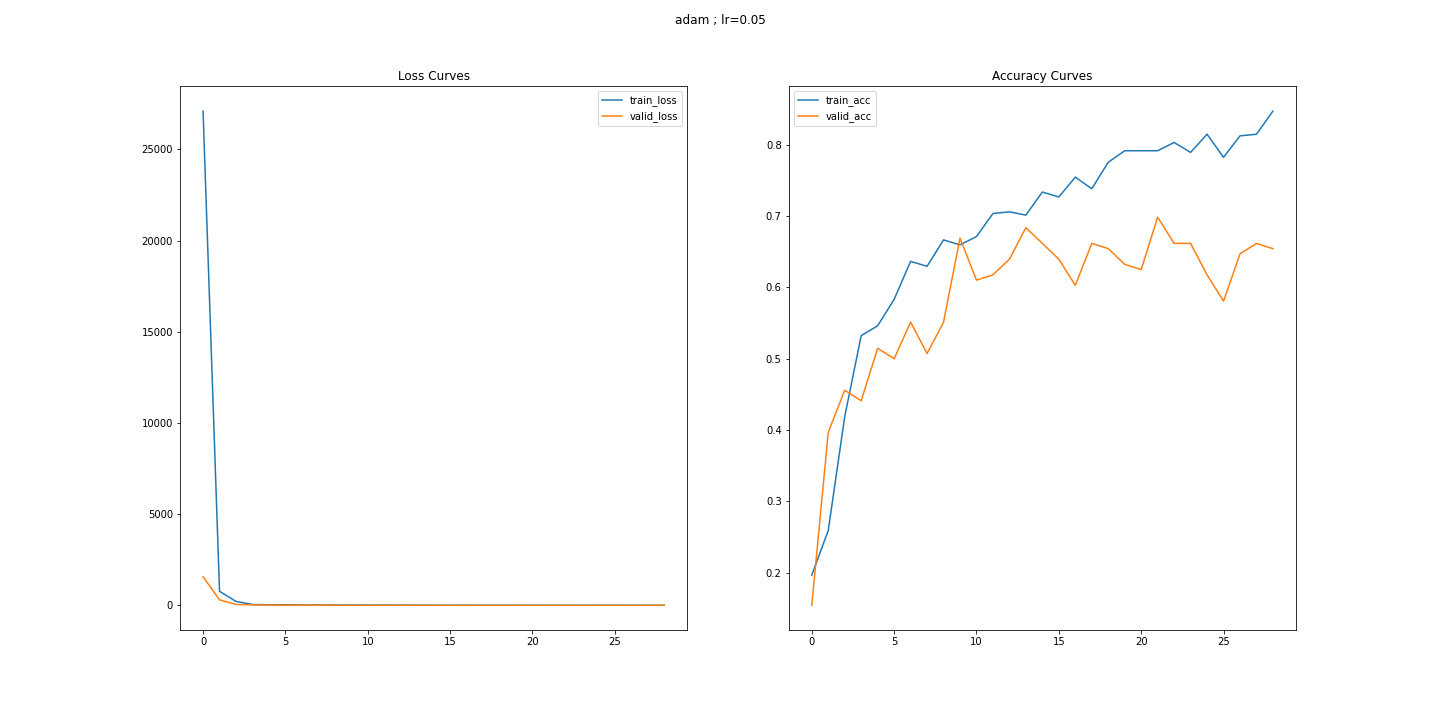 adam ; lr=0.05
Loss Curves
train_loss
valid_loss
25000
20000
15000
10000
5000
0
0 5 10 15 20 25
Accuracy Curves
train_acc
valid_acc
0.8
0.7
0.6
0.5
0.4
0.3
0.2
0 5 10 15 20 25